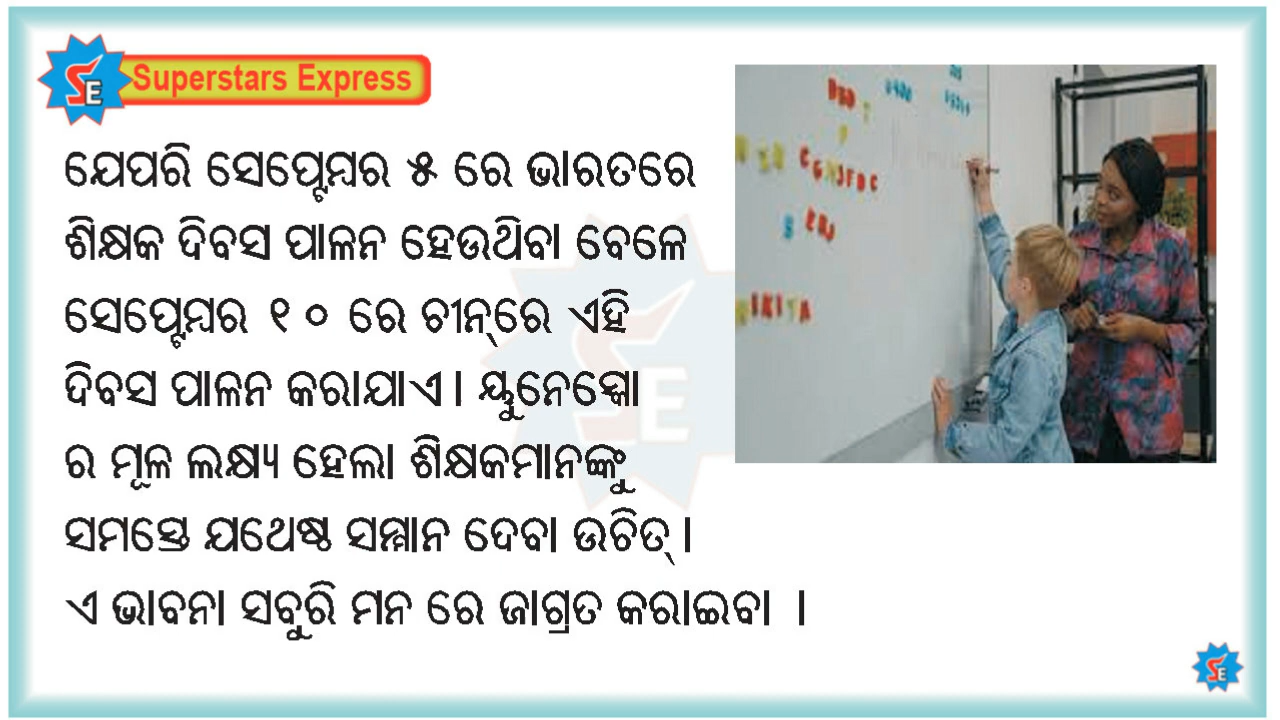 Superstars Express
ଯେପରି ସେପ୍ଟେମ୍ବର ୫ ରେ ଭାରତରେ
ଶିକ୍ଷକ ଦିବସ ପାଳନ ହେଉଥିବା ବେଳେ
ସେପ୍ଟେମ୍ବର ୧୦ ରେ ଚୀନ୍‌ରେ ଏହି
ଦିବସ ପାଳନ କରାଯାଏ। ୟୁନେସ୍କୋ
ର ମୂଳ ଲକ୍ଷ୍ୟ ହେଲା ଶିକ୍ଷକମାନଙ୍କୁ
ସମସ୍ତେ ଯଥେଷ୍ଠ ସମ୍ମାନ ଦେବା ଉଚିତ୍।
ଏ ଭାବନା ସବୁରି ମନ ରେ ଜାଗ୍ରତ କରାଇବା ।
SE